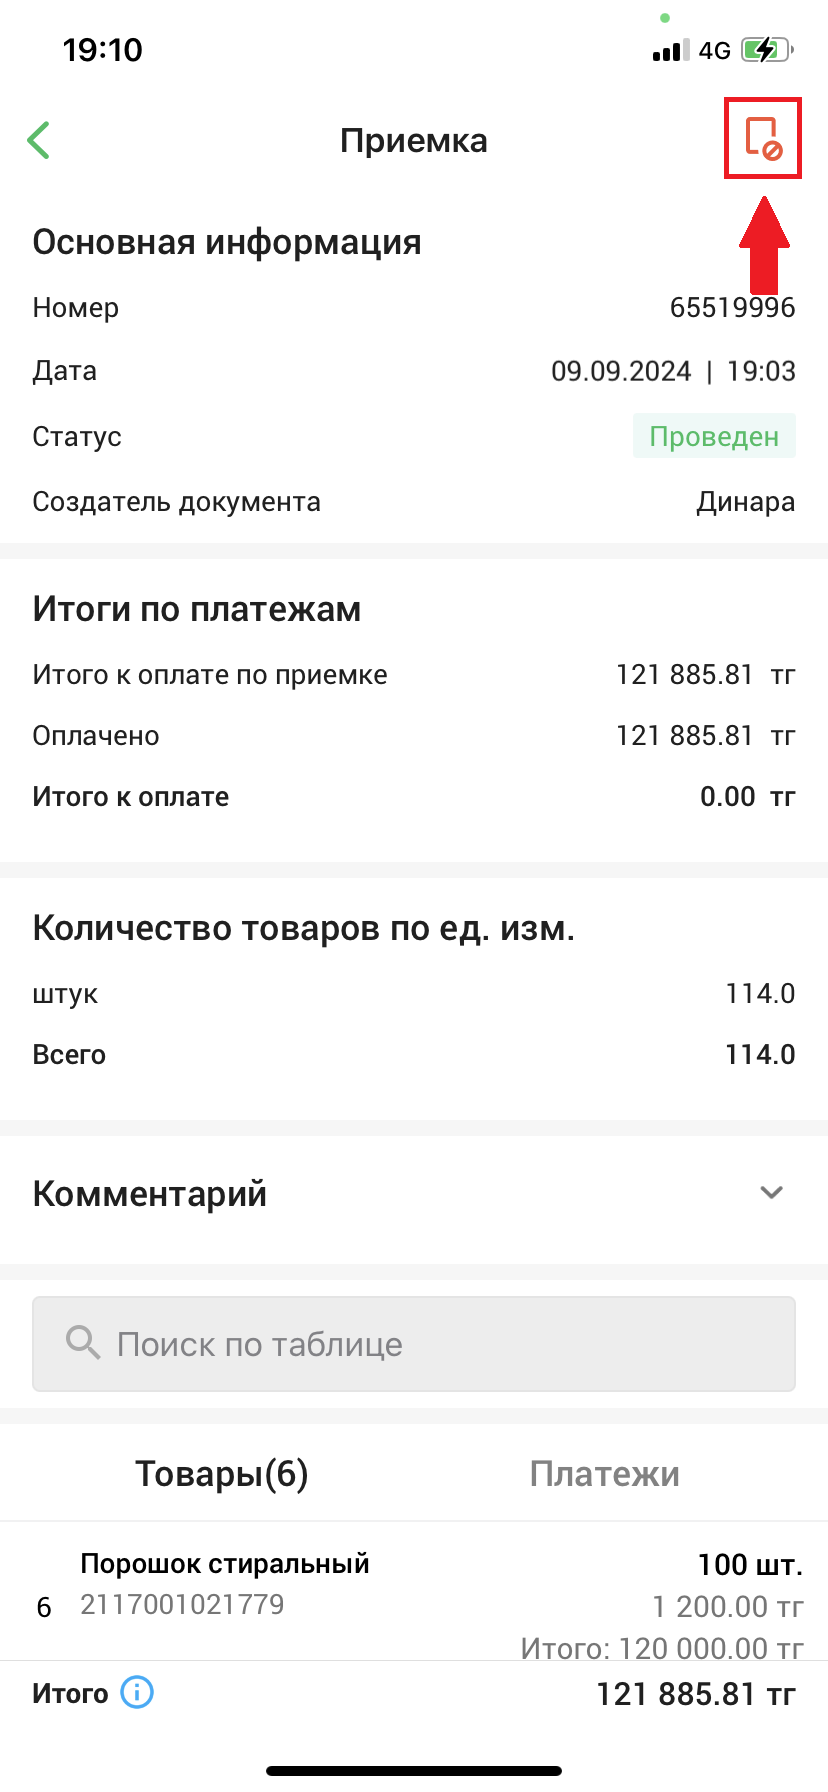 19:10
4G
Приемка
Основная информация
Номер 65519996
Дата 09.09.2024 | 19:03
Статус Проведен
Создатель документа Динара
Итоги по платежам
Итого к оплате по приемке 121 885.81 тг
Оплачено 121 885.81 тг
Итого к оплате 0.00 тг
Количество товаров по ед. изм.
штук 114.0
Всего 114.0
Комментарий
Поиск по таблице
Товары(6) Платежи
Порошок стиральный 100 шт.
6 2117001021779 1 200.00 тг
Итого: 120 000.00 тг
Итого 121 885.81 тг